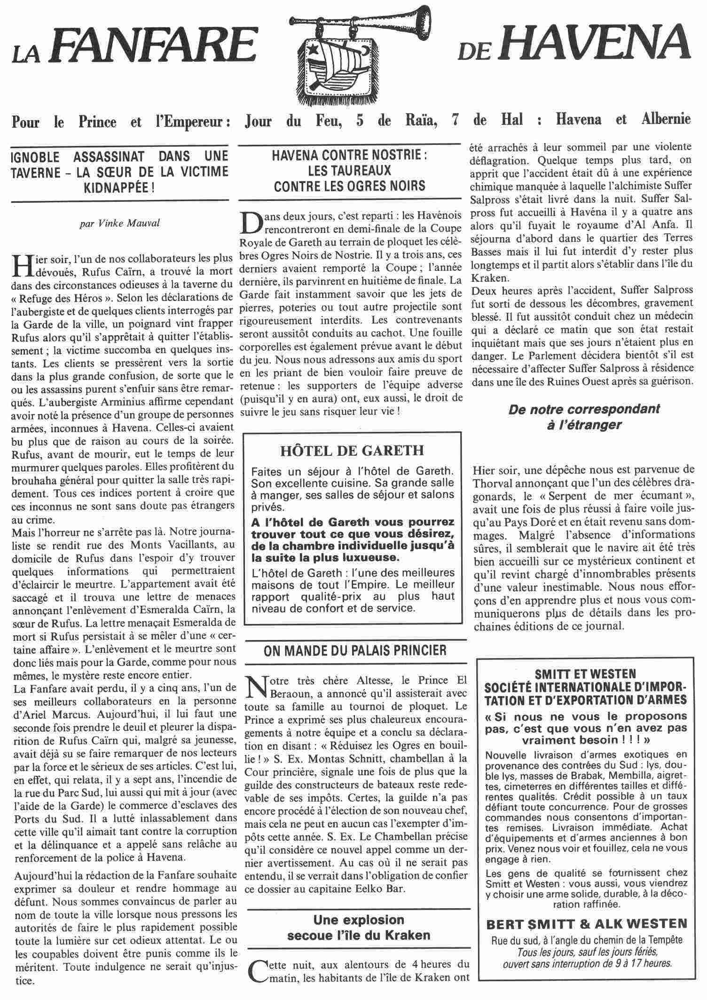 LA FANFARE DE HAVENA
Pour le Prince et l'Empereur : Jour du Feu, 5 de Raïa, 7 de Hal : Havena et Albernie
IGNOBLE ASSASSINAT DANS UNE
TAVERNE – LA SŒUR DE LA VICTIME
KIDNAPPÉE !
par Vinke Mauval
Hier soir, l'un de nos collaborateurs les plus
dévoués, Rufus Caïrn, a trouvé la mort
dans des circonstances odieuses à la taverne du
« Refuge des Héros ». Selon les déclarations de
l'aubergiste et de quelques clients interrogés par
la Garde de la ville, un poignard vint frapper
Rufus alors qu'il s'apprêtait à quitter l'établis-
sement ; la victime succomba en quelques ins-
tants. Les clients se pressèrent vers la sortie
dans la plus grande confusion, de sorte que le
ou les assassins purent s'enfuir sans être remar-
qués. L'aubergiste Arminius affirme cependant
avoir noté la présence d'un groupe de personnes
armées, inconnues à Havena. Celles-ci avaient
bu plus que de raison au cours de la soirée.
Rufus, avant de mourir, eut le temps de leur
murmurer quelques paroles. Elles profitèrent du
brouhaha général pour quitter la salle très rapi-
dement. Tous ces indices portent à croire que
ces inconnus ne sont sans doute pas étrangers
au crime.
Mais l'horreur ne s'arrête pas là. Notre journa-
liste se rendit rue des Monts Vacillants, au
domicile de Rufus dans l'espoir d'y trouver
quelques informations qui permettraient
d'éclaircir le meurtre. L'appartement avait été
saccagé et il trouva une lettre de menaces
annonçant l'enlèvement d'Esmeralda Caïrn, la
sœur de Rufus. La lettre menaçait Esmeralda de
mort si Rufus persistait à se mêler d'une « cer-
taine affaire ». L'enlèvement et le meurtre sont
donc liés mais pour la Garde, comme pour nous
mêmes, le mystère reste encore entier.
La Fanfare avait perdu, il y a cinq ans, l'un de
ses meilleurs collaborateurs en la personne
d'Ariel Marcus. Aujourd'hui, il lui faut une
seconde fois prendre le deuil et pleurer la dispa-
rition de Rufus Caïrn qui, malgré sa jeunesse,
avait déjà su se faire remarquer de nos lecteurs
par la force et le sérieux de ses articles. C'est lui,
en effet, qui relata, il y a sept ans, l'incendie de
la rue du Parc Sud, lui aussi qui mit à jour (avec
l'aide de la Garde) le commerce d'esclaves des
Ports du Sud. Il a lutté inlassablement dans
cette ville qu'il aimait tant contre la corruption
et la délinquance et a appelé sans relâche au
renforcement de la police à Havena.
Aujourd'hui la rédaction de la Fanfare souhaite
exprimer sa douleur et rendre hommage au
défunt. Nous sommes convaincus de parler au
nom de toute la ville lorsque nous pressons les
autorités de faire le plus rapidement possible
toute la lumière sur cet odieux attentat. Le ou
les coupables doivent être punis comme ils le
méritent. Toute indulgence ne serait qu'injus-
tice.
HAVENA CONTRE NOSTRIE :
LES TAUREAUX
CONTRE LES OGRES NOIRS
Dans deux jours, c'est reparti : les Havénois
rencontreront en demi-finale de la Coupe
Royale de Gareth au terrain de ploquet les célè-
bres Ogres Noirs de Nostrie. Il y a trois ans, ces
derniers avaient remporté la Coupe ; l'année
dernière, ils parvinrent en huitième de finale. La
Garde fait instamment savoir que les jets de
pierres, poteries ou tout autre projectile sont
rigoureusement interdits. Les contrevenants
seront aussitôt conduits au cachot. Une fouille
corporelles est également prévue avant le début
du jeu. Nous nous adressons aux amis du sport
en les priant de bien vouloir faire preuve de
retenue : les supporters de l'équipe adverse
(puisqu'il y en aura) ont, eux aussi, le droit de
suivre le jeu sans risquer leur vie !
HÔTEL DE GARETH
Faites un séjour à l'hôtel de Gareth.
Son excellente cuisine. Sa grande salle
à manger, ses salles de séjour et salons
privés.
A l'hôtel de Gareth vous pourrez
trouver tout ce que vous désirez,
de la chambre individuelle jusqu'à
la suite la plus luxueuse.
L'hôtel de Gareth : l'une des meilleures
maisons de tout l'Empire. Le meilleur
rapport qualité-prix au plus haut
niveau de confort et de service.
ON MANDE DU PALAIS PRINCIER
Notre très chère Altesse, le Prince El
Beraoun, a annoncé qu'il assisterait avec
toute sa famille au tournoi de ploquet. Le
Prince a exprimé ses plus chaleureux encoura-
gements à notre équipe et a conclu sa déclara-
tion en disant : « Réduisez les Ogres en bouil-
lie ! » S. Ex. Montas Schnitt, chambellan à la
Cour princière, signale une fois de plus que la
guilde des constructeurs de bateaux reste rede-
vable de ses impôts. Certes, la guilde n'a pas
encore procédé à l'élection de son nouveau chef,
mais cela ne peut en aucun cas l'exempter d'im-
pôts cette année. S. Ex. Le Chambellan précise
qu'il considère ce nouvel appel comme un der-
nier avertissement. Au cas où il ne serait pas
entendu, il se verrait dans l'obligation de confier
ce dossier au capitaine Eelko Bar.
Une explosion
secoue l'île du Kraken
Cette nuit, aux alentours de 4 heures du
matin, les habitants de l'île de Kraken ont
été arrachés à leur sommeil par une violente
déflagration. Quelque temps plus tard, on
apprit que l'accident était dû à une expérience
chimique manquée à laquelle l'alchimiste Suffer
Salpross s'était livré dans la nuit. Suffer Sal-
pross fut accueilli à Havéna il y a quatre ans
alors qu'il fuyait le royaume d'Al Anfa. Il
séjourna d'abord dans le quartier des Terres
Basses mais il lui fut interdit d'y rester plus
longtemps et il partit alors s'établir dans l'île du
Kraken.
Deux heures après l'accident, Suffer Salpross
fut sorti de dessous les décombres, gravement
blessé. Il fut aussitôt conduit chez un médecin
qui a déclaré ce matin que son état restait
inquiétant mais que ses jours n'étaient plus en
danger. Le Parlement décidera bientôt s'il est
nécessaire d'affecter Suffer Salpross à résidence
dans une île des Ruines Ouest après sa guérison.
De notre correspondant
à l'étranger
Hier soir, une dépêche nous est parvenue de
Thorval annonçant que l'un des célèbres dra-
gonards, le « Serpent de mer écumant »,
avait une fois de plus réussi à faire voile jus-
qu'au Pays Doré et en était revenu sans dom-
mages. Malgré l'absence d'informations
sûres, il semblerait que le navire ait été très
bien accueilli sur ce mystérieux continent et
qu'il revint chargé d'innombrables présents
d'une valeur inestimable. Nous nous effor-
çons d'en apprendre plus et nous vous com-
muniquerons plus de détails dans les pro-
chaines éditions de ce journal.
SMITT ET WESTEN
SOCIÉTÉ INTERNATIONALE D'IMPOR-
TATION ET D'EXPORTATION D'ARMES
« Si nous ne vous le proposons
pas, c'est que vous n'en avez pas
vraiment besoin ! ! ! »
Nouvelle livraison d'armes exotiques en
provenance des contrées du Sud : lys, dou-
ble lys, masses de Brabak, Membilla, aigret-
tes, cimeterres en différentes tailles et diffé-
rentes qualités. Crédit possible à un taux
défiant toute concurrence. Pour de grosses
commandes nous consentons d'importan-
tes remises. Livraison immédiate. Achat
d'équipements et d'armes anciennes à bon
prix. Venez nous voir et fouillez, cela ne vous
engage à rien.
Les gens de qualité se fournissent chez
Smitt et Westen : vous aussi, vous viendrez
y choisir une arme solide, durable, à la déco-
ration raffinée.
BERT SMITT & ALK WESTEN
Rue du sud, à l'angle du chemin de la Tempête
Tous les jours, sauf les jours fériés,
ouvert sans interruption de 9 à 17 heures.